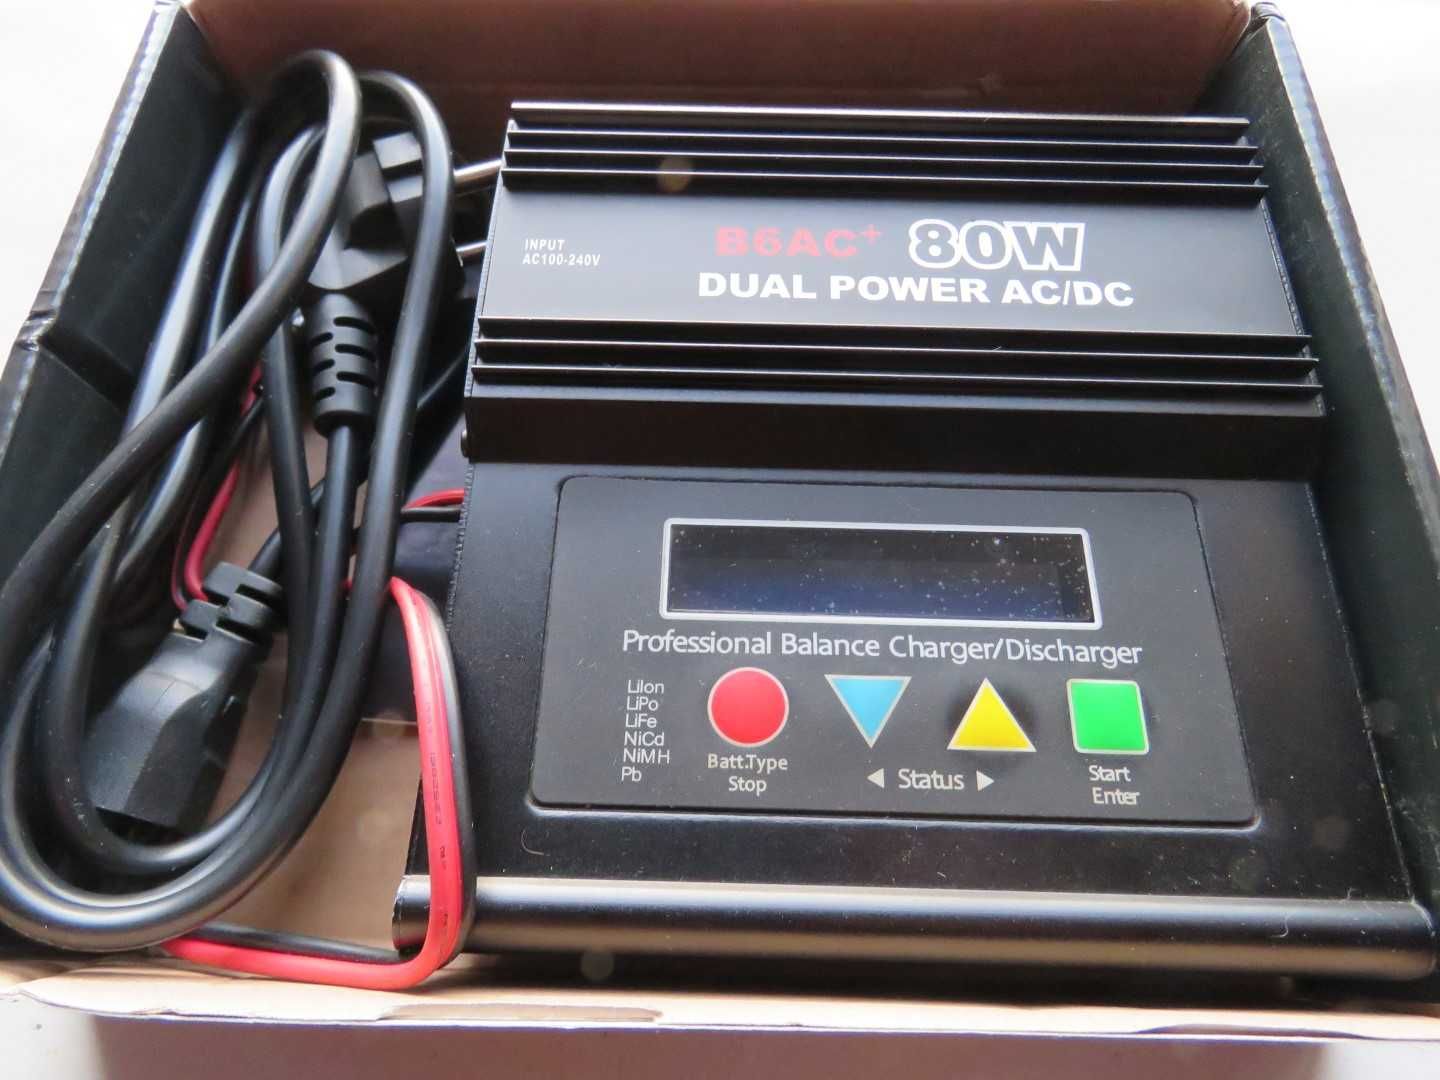 INPUT
AC100-240V
B6AC+ 80W
DUAL POWER AC/DC
Professional Balance Charger/Discharger
LiIon
LiPo
LiFe
NiCd
NiMH
Pb
Batt.Type
Stop
◀ Status ▶
Start
Enter